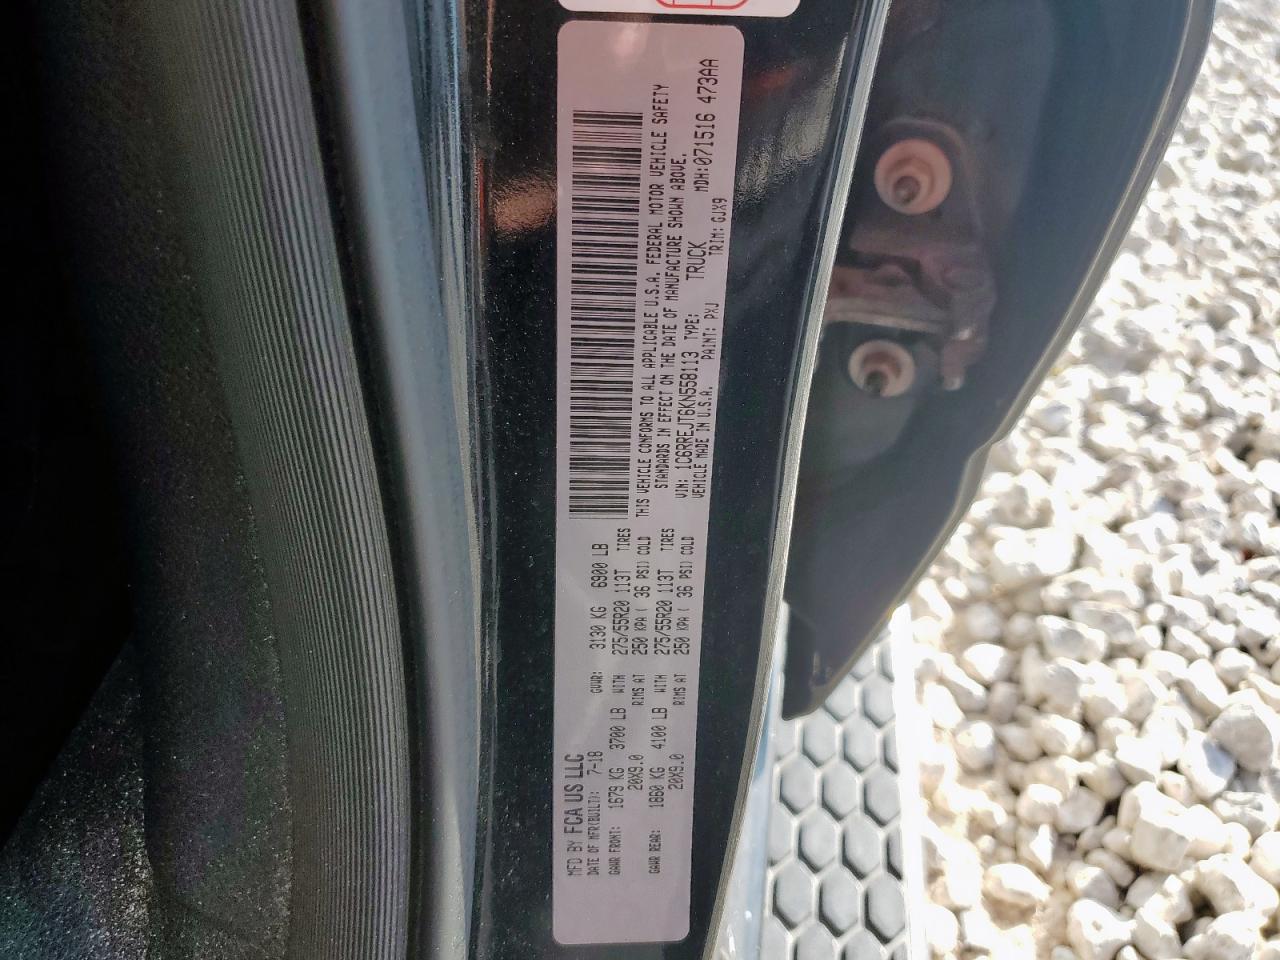 MFD BY FCA US LLC
DATE OF MFR(BUILT): 7-18 GVWR: 3130 KG 6900 LB
GAWR FRONT: 1679 KG 3700 LB WITH 275/55R20 113T TIRES
20X9.0 RIMS AT 250 KPA ( 36 PSI) COLD
GAWR REAR: 1860 KG 4100 LB WITH 275/55R20 113T TIRES
20X9.0 RIMS AT 250 KPA ( 36 PSI) COLD
THIS VEHICLE CONFORMS TO ALL APPLICABLE U.S.A. FEDERAL MOTOR VEHICLE SAFETY
STANDARDS IN EFFECT ON THE DATE OF MANUFACTURE SHOWN ABOVE.
VIN: 1C6RREJT6KN558113 TYPE: TRUCK MDH:071516 473AA
VEHICLE MADE IN U.S.A. PAINT: PXJ TRIM: GJX9